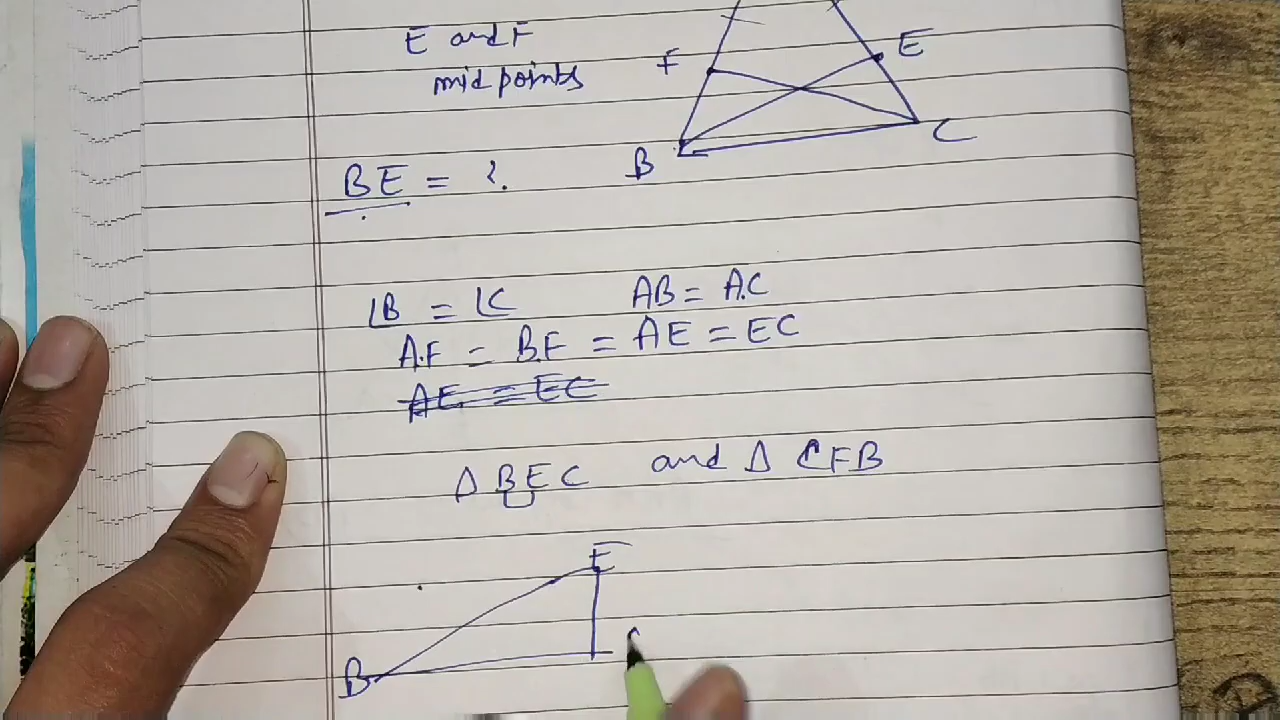 E and F
mid points
F
E
B
C
BE = ?
∠B = ∠C AB = AC
AF = BF = AE = EC
AE = EC
Δ BEC and Δ CFB
E
B